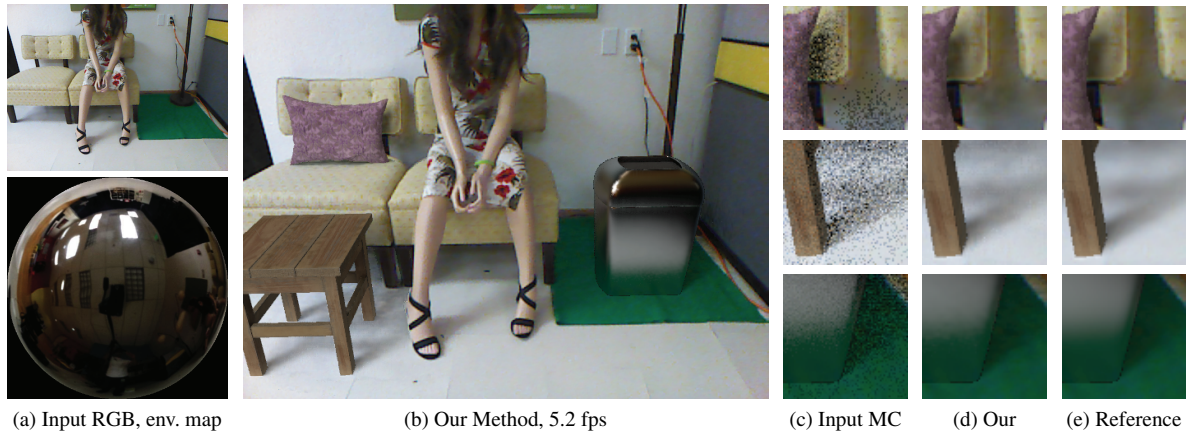 (a) Input RGB, env. map
(b) Our Method, 5.2 fps
(c) Input MC
(d) Our
(e) Reference